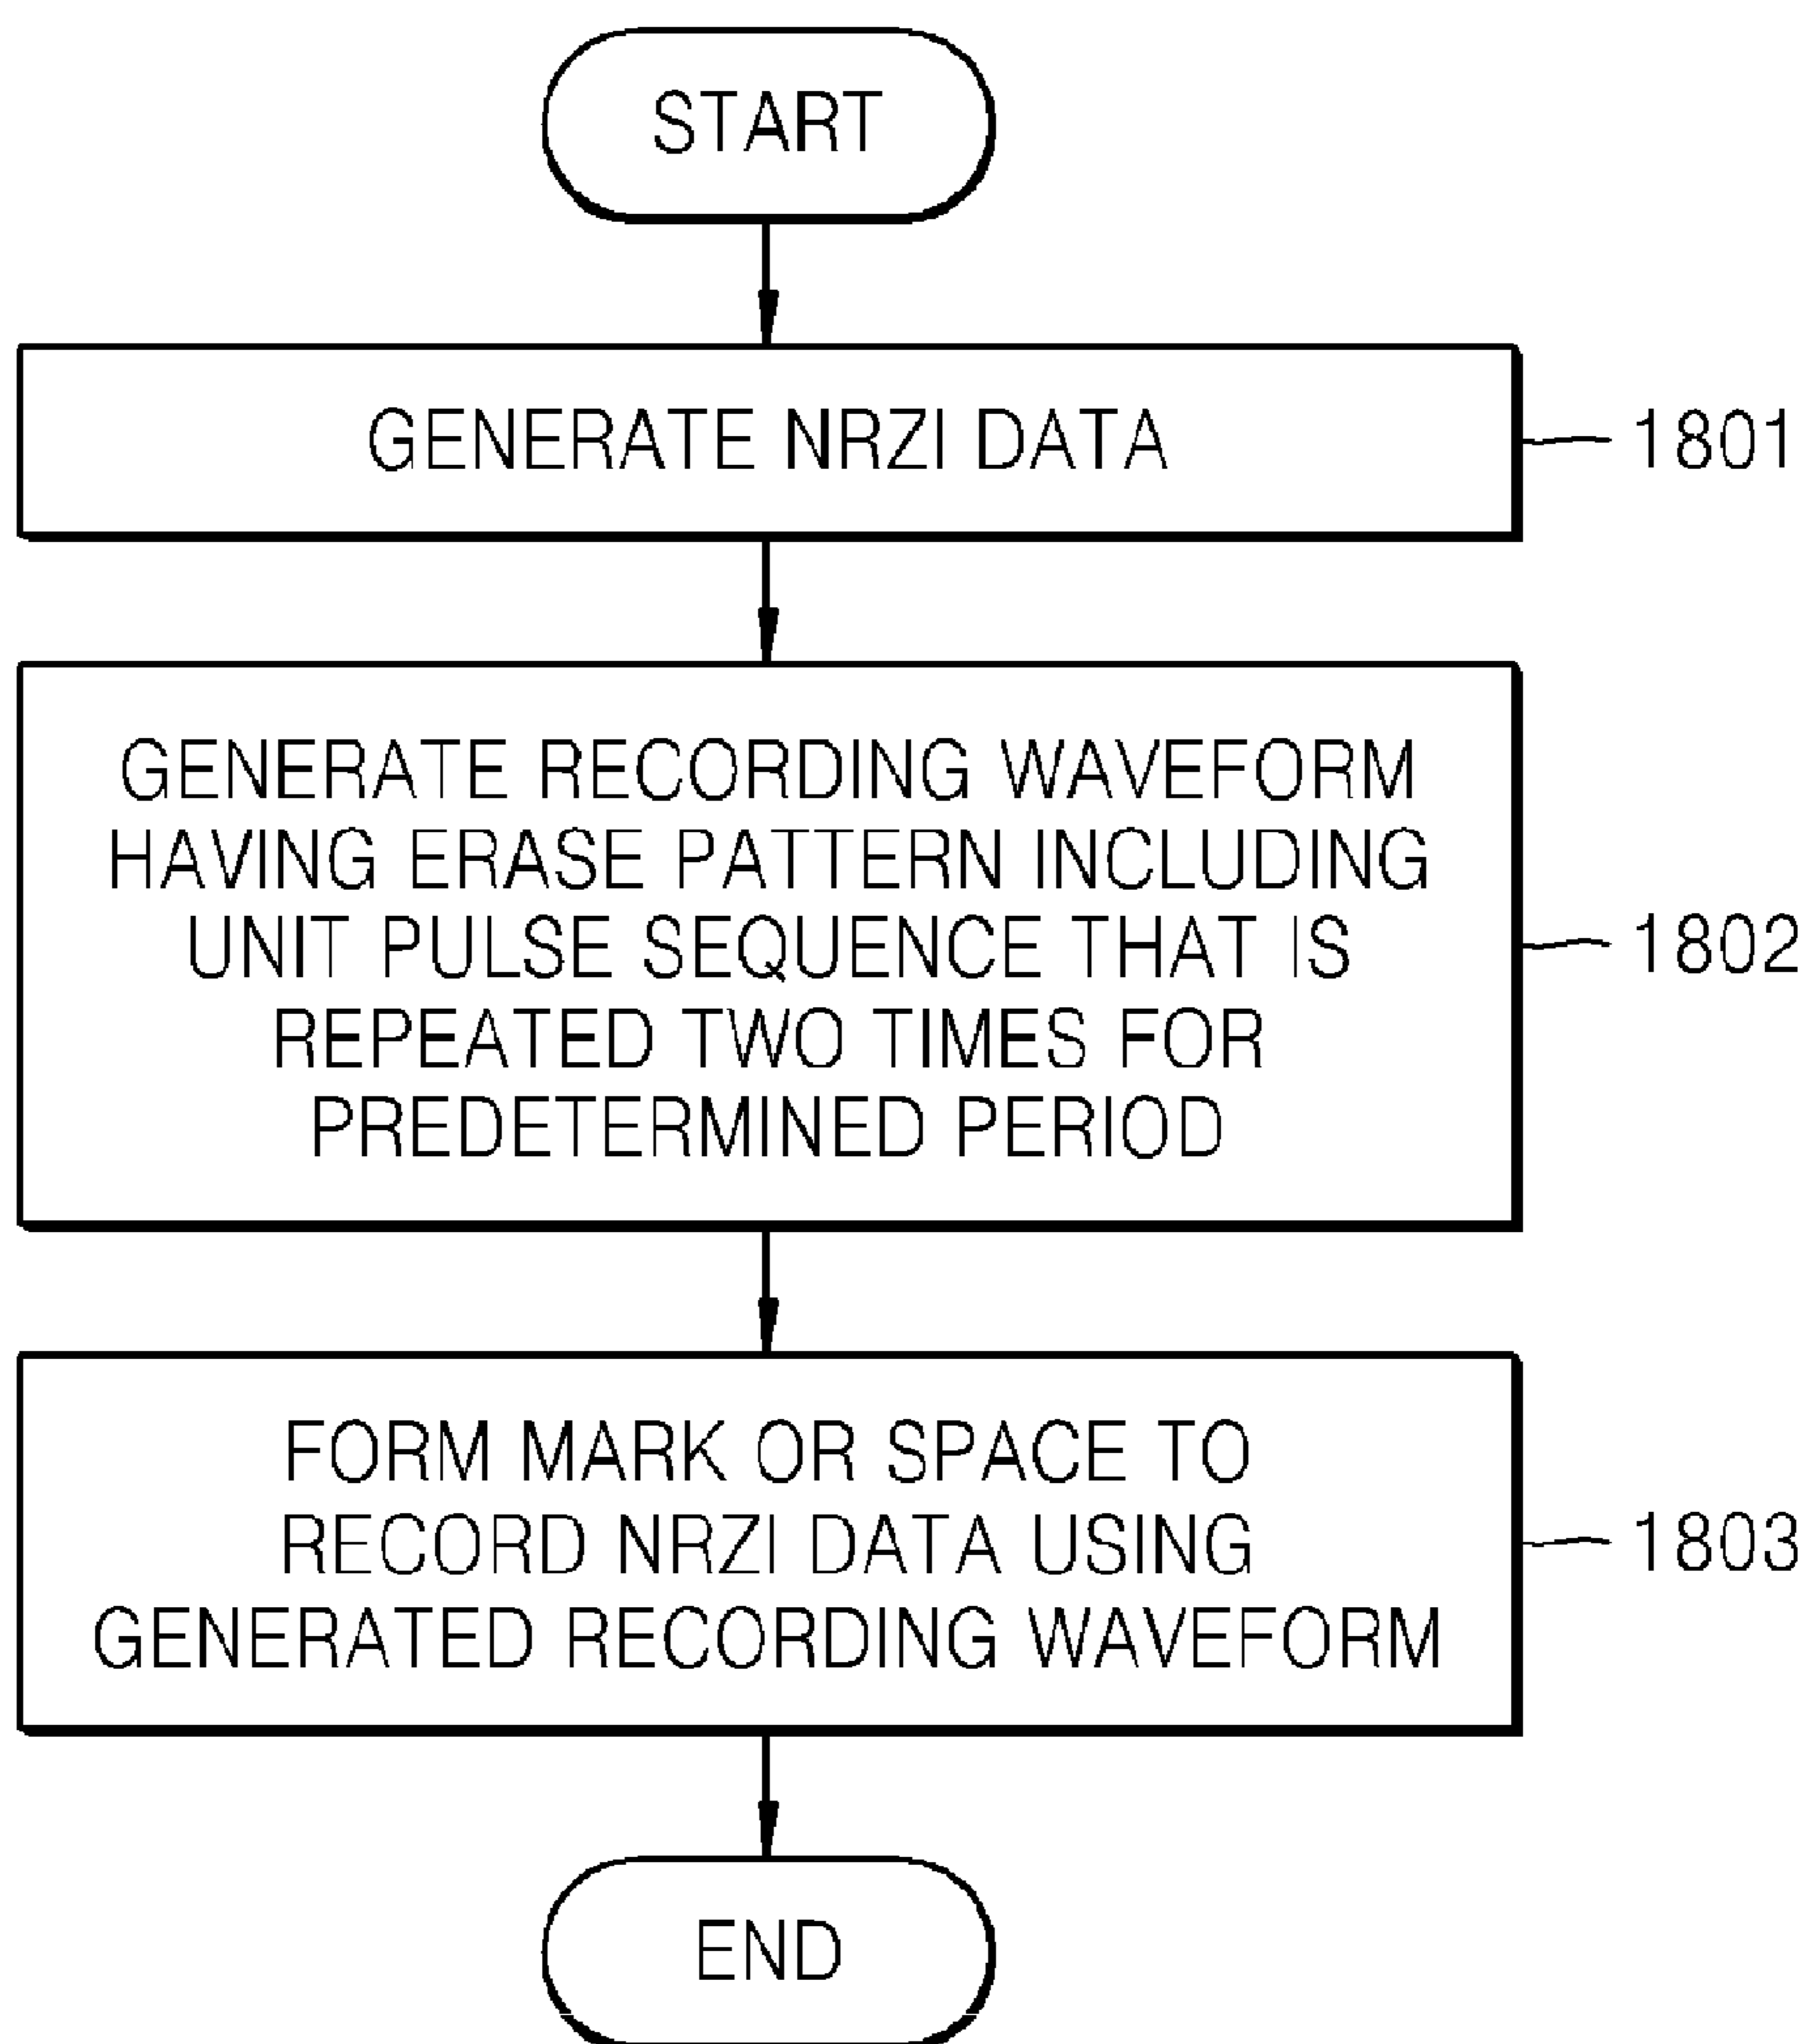 START
GENERATE NRZI DATA
1801
GENERATE RECORDING WAVEFORM
HAVING ERASE PATTERN INCLUDING
UNIT PULSE SEQUENCE THAT IS
REPEATED TWO TIMES FOR
PREDETERMINED PERIOD
1802
FORM MARK OR SPACE TO
RECORD NRZI DATA USING
GENERATED RECORDING WAVEFORM
1803
END